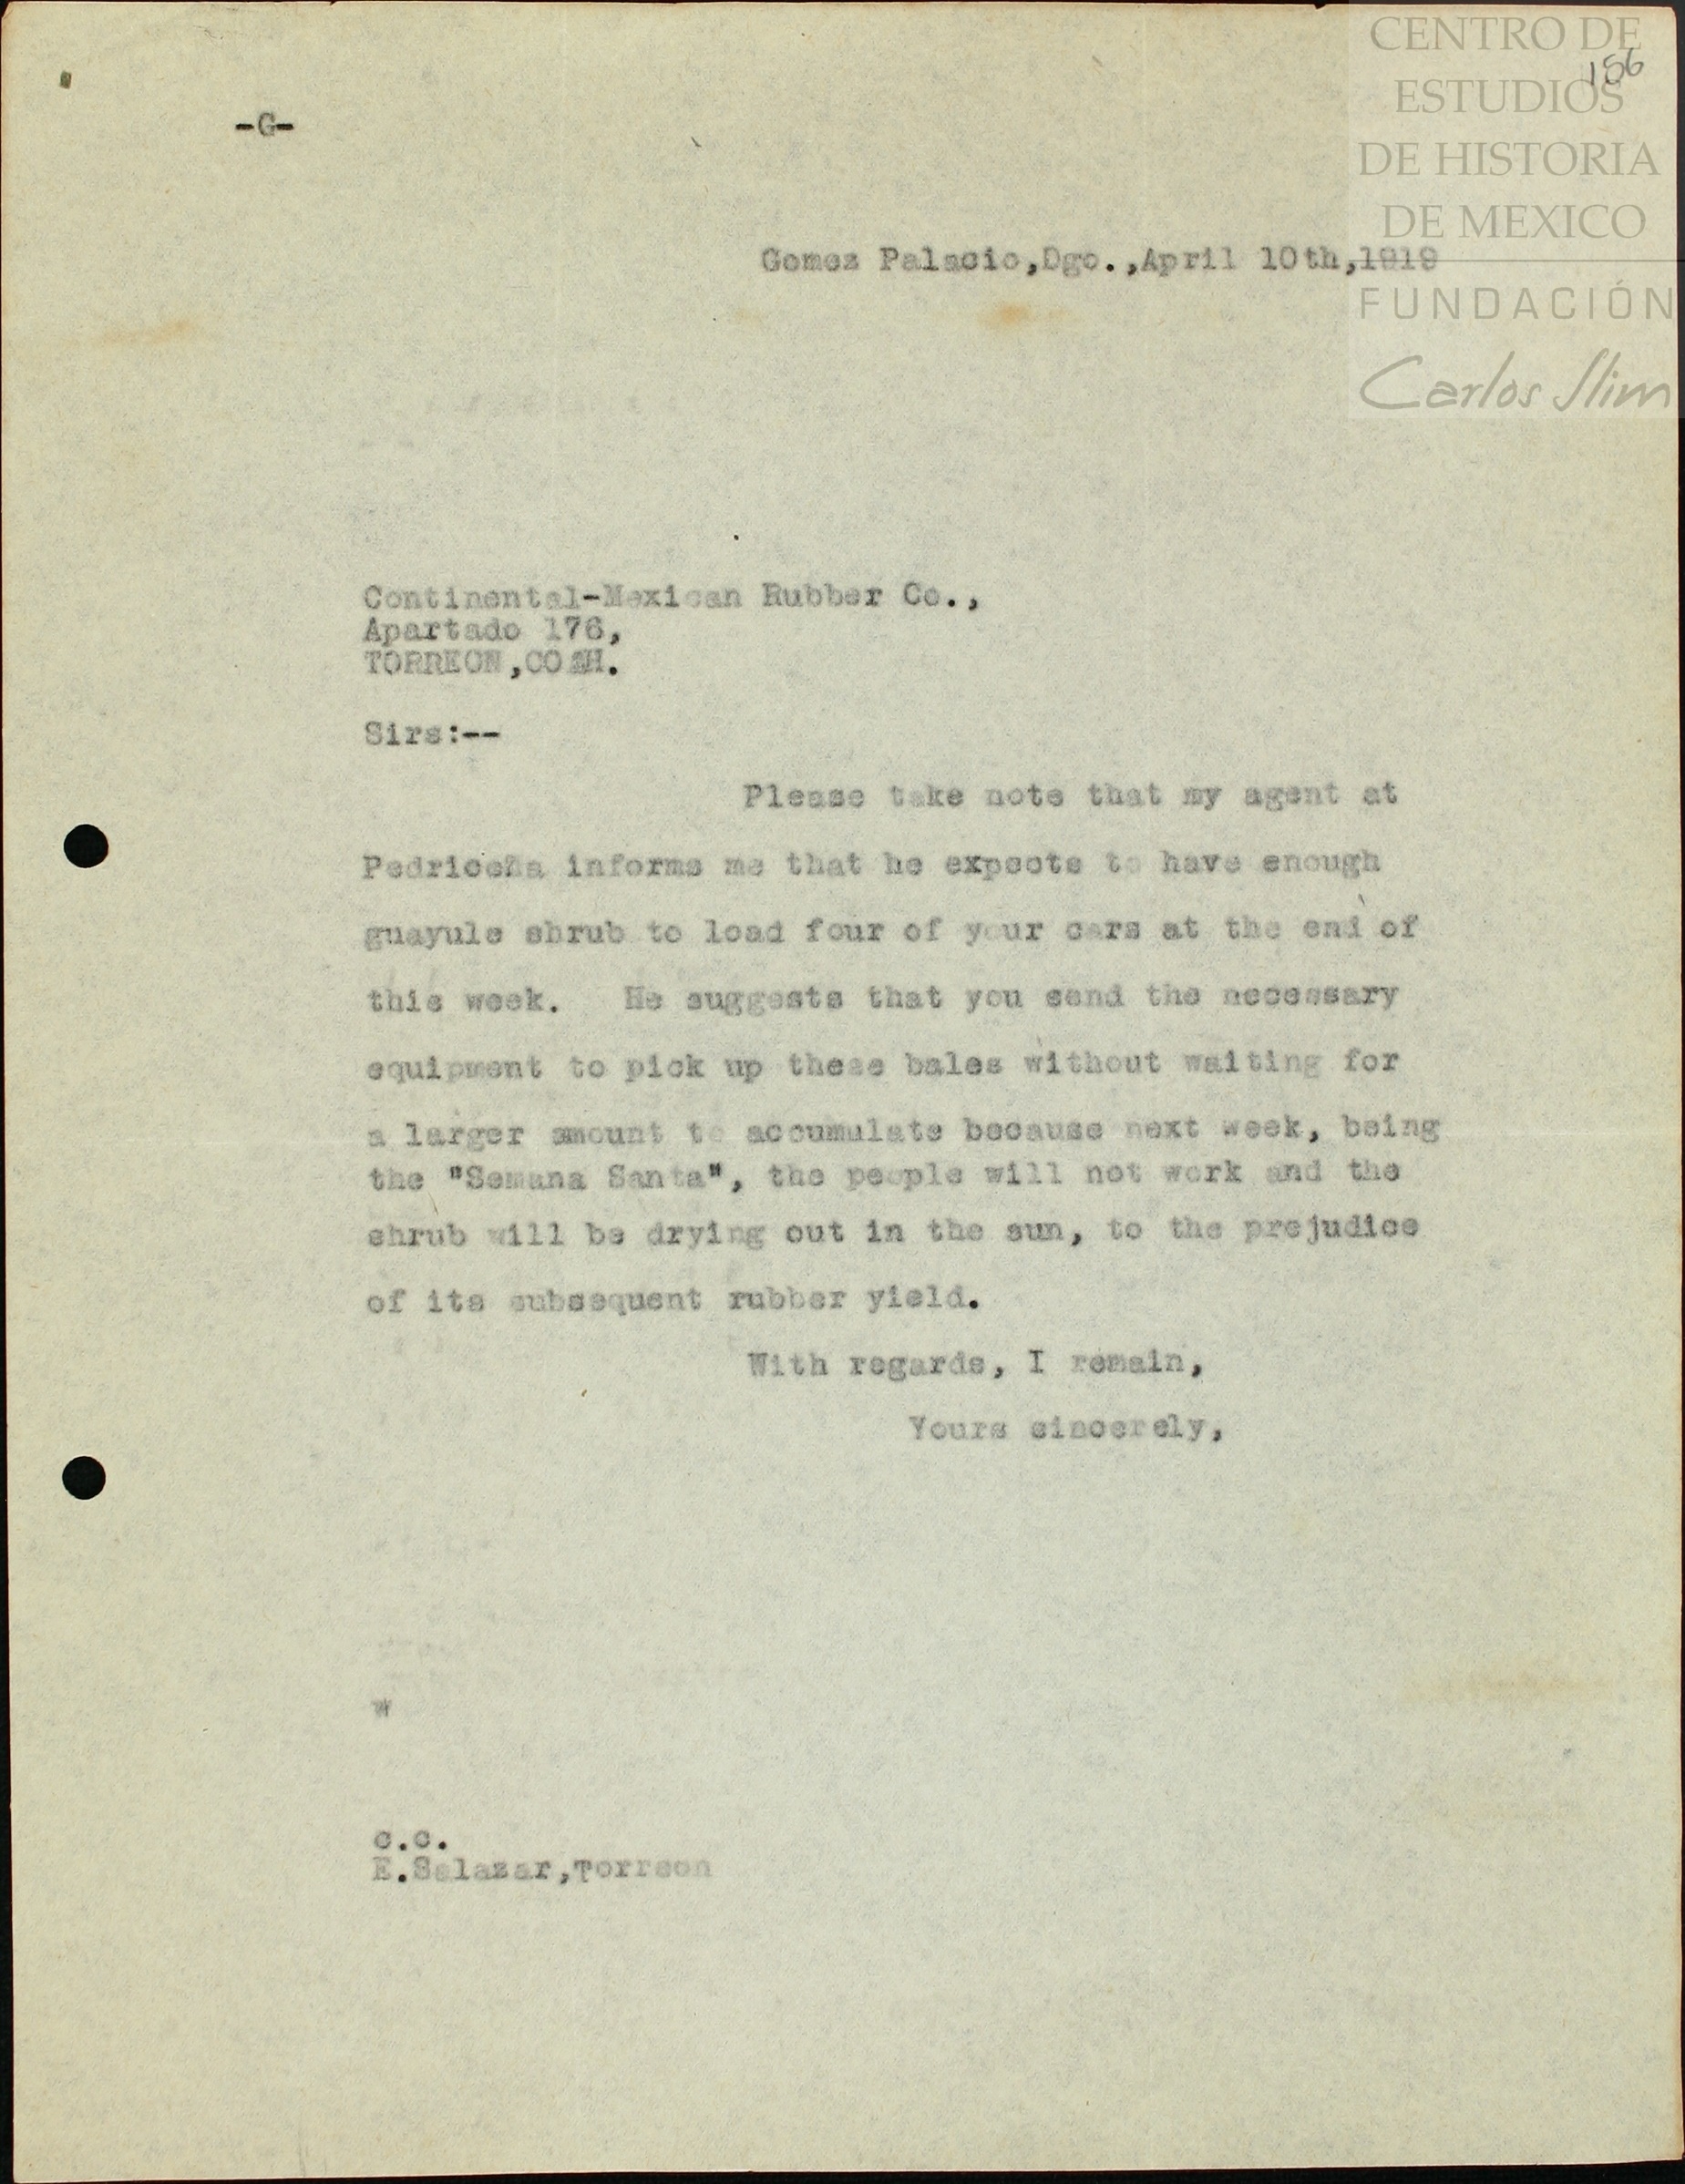 CENTRO DE
156
ESTUDIOS
-G-
DE HISTORIA
DE MEXICO
Gomez Palacio,Dgo.,April 10th,1919
FUNDACIÓN
Carlos Slim
Continental-Mexican Rubber Co.,
Apartado 176,
TORREON,COAH.
Sirs:--
Please take note that my agent at
Pedriceña informs me that he expects to have enough
guayule shrub to load four of your cars at the end of
this week. He suggests that you send the necessary
equipment to pick up these bales without waiting for
a larger amount to accumulate because next week, being
the "Semana Santa", the people will not work and the
shrub will be drying out in the sun, to the prejudice
of its subsequent rubber yield.
With regards, I remain,
Yours sincerely,
W
c.c.
E.Salazar,Torreon